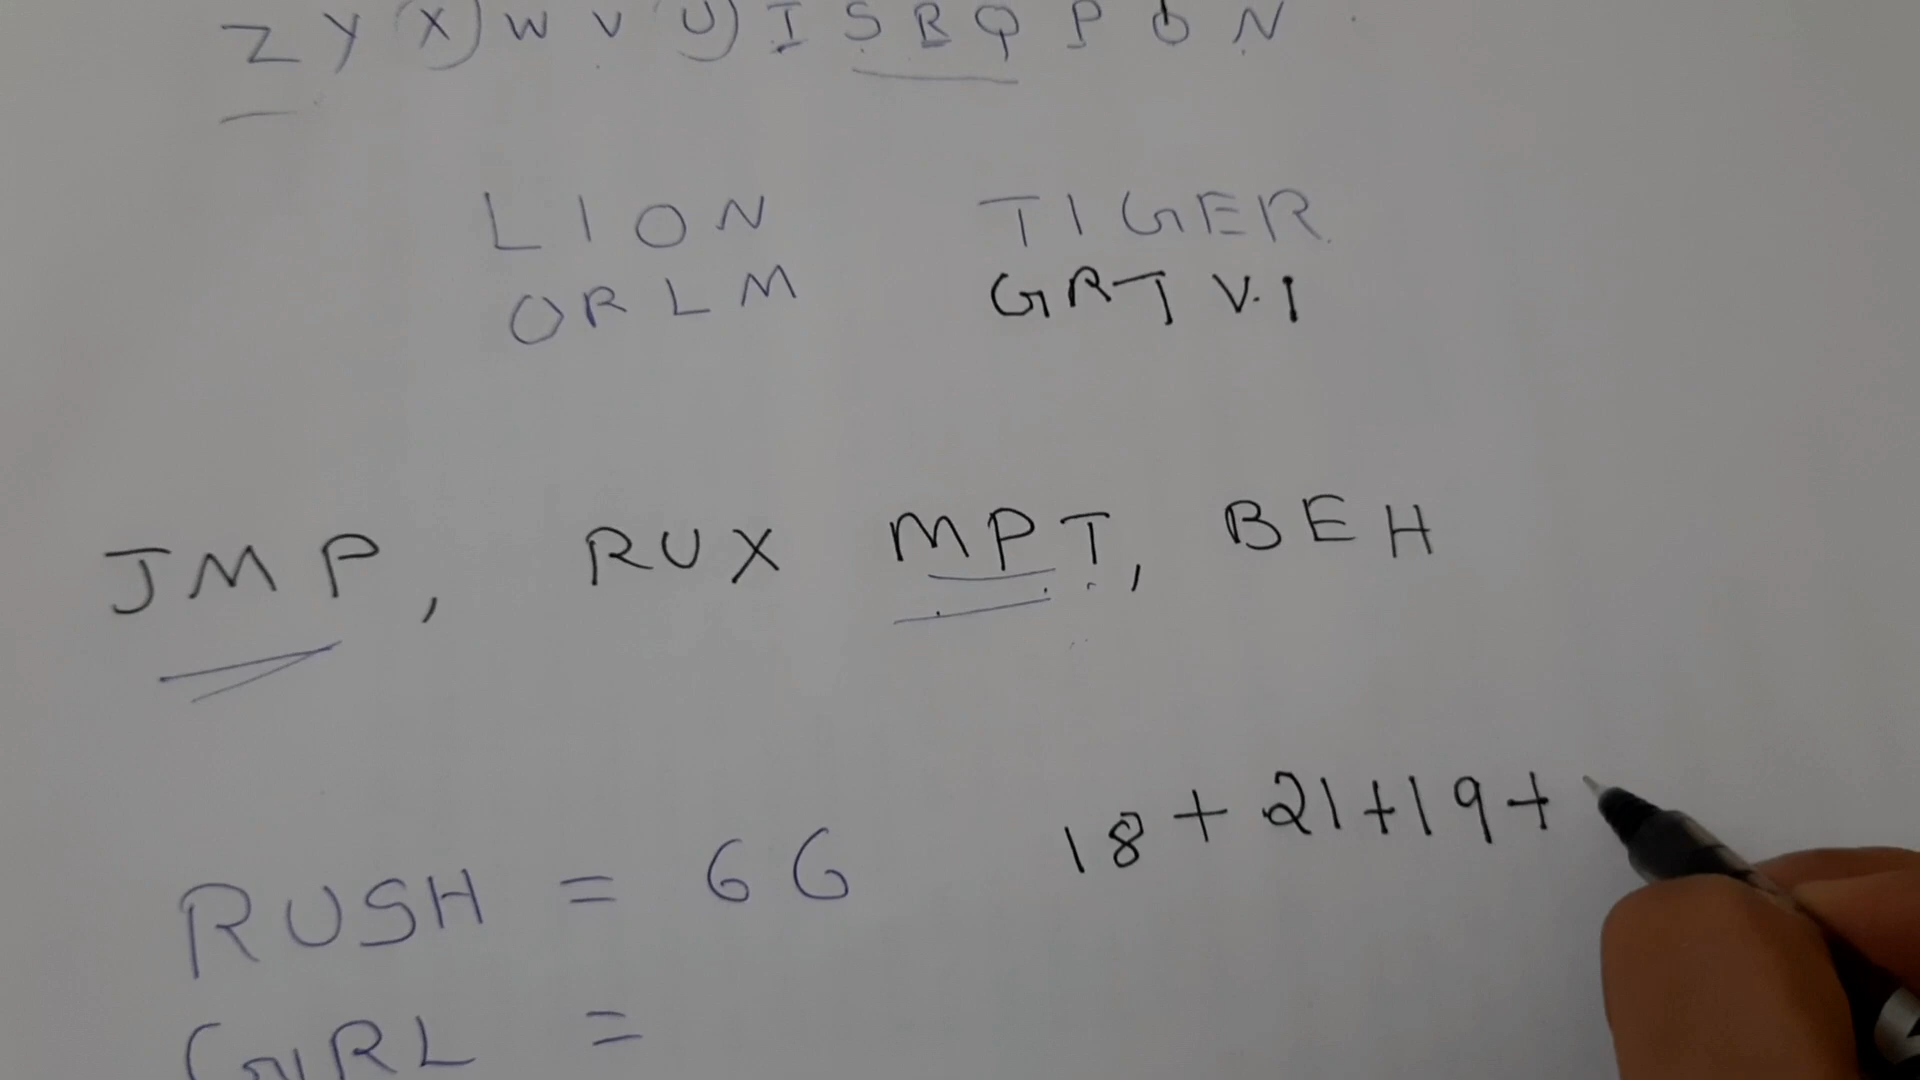 Z Y X W V U T S R Q P O N
LION TIGER
ORLM GRTVI
JMP, RUX MPT, BEH
18 + 21 + 19 +
RUSH = 66
GIRL =